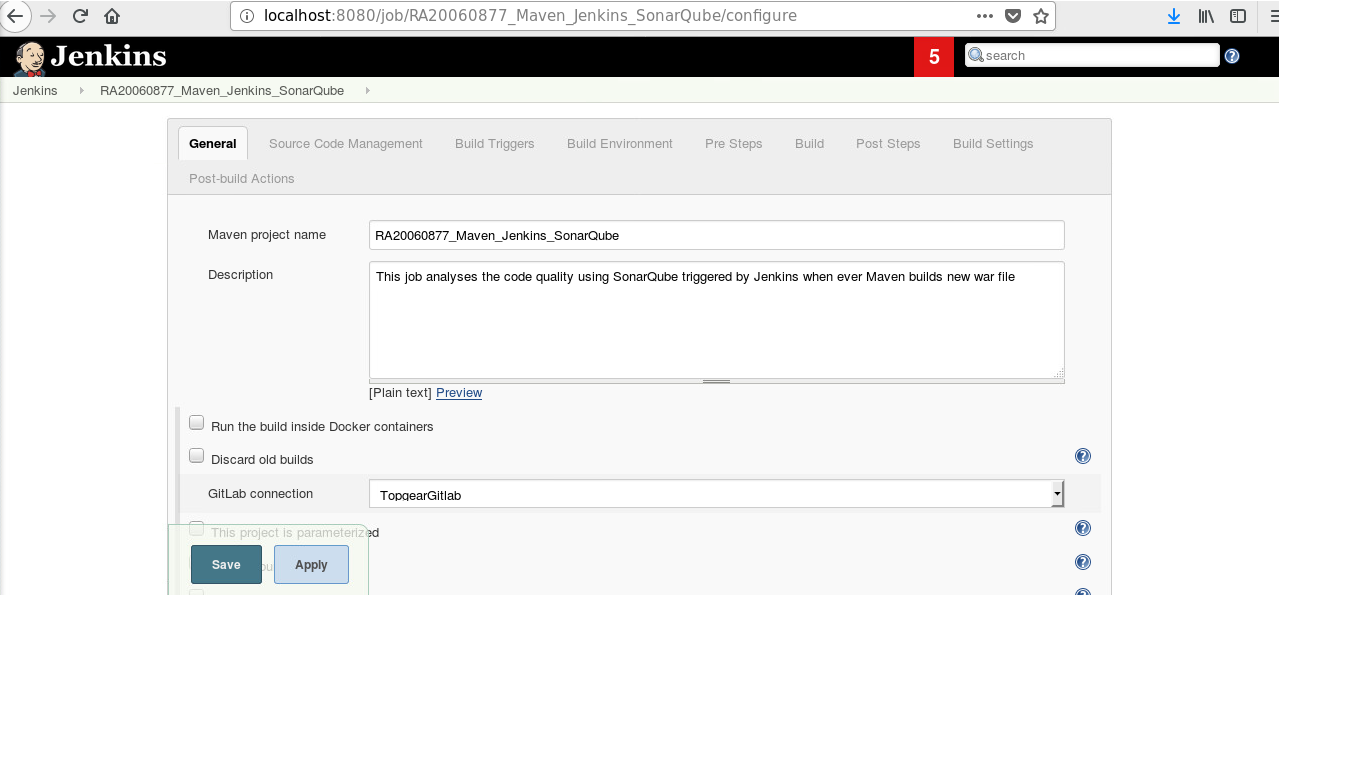 localhost:8080/job/RA20060877_Maven_Jenkins_SonarQube/configure
Jenkins 5 search
Jenkins RA20060877_Maven_Jenkins_SonarQube
General Source Code Management Build Triggers Build Environment Pre Steps Build Post Steps Build Settings
Post-build Actions
Maven project name RA20060877_Maven_Jenkins_SonarQube
Description This job analyses the code quality using SonarQube triggered by Jenkins when ever Maven builds new war file
[Plain text] Preview
Run the build inside Docker containers
Discard old builds
GitLab connection TopgearGitlab
This project is parameterized
Save Apply